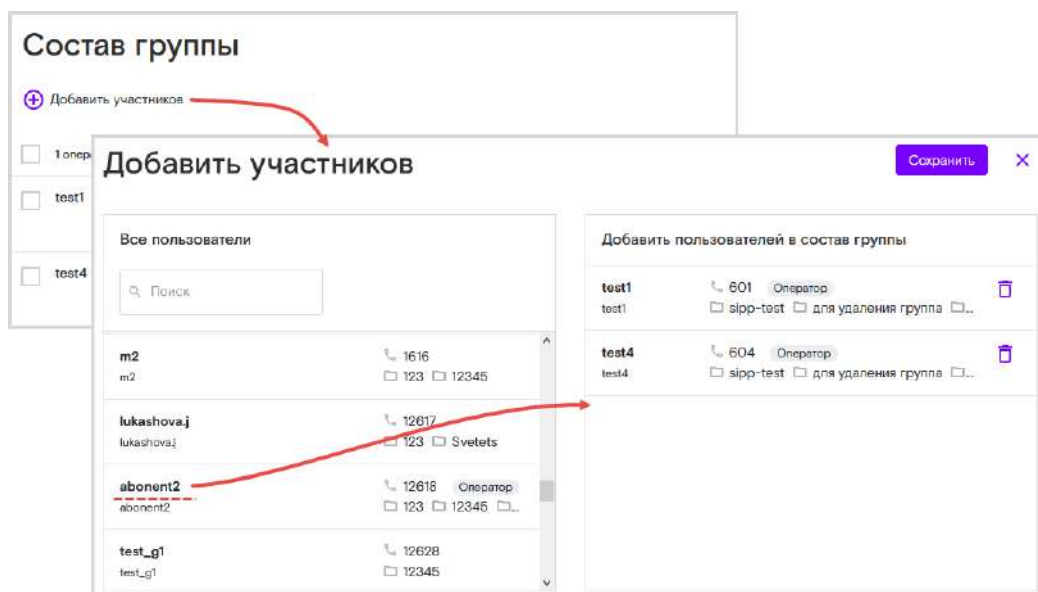 Состав группы
Добавить участников
1 опер
test1
test4
Добавить участников
Сохранить
Все пользователи
Поиск
m2 1616
m2 123 12345
lukashova.j 12617
lukashova.j 123 Svetets
abonent2 12618 Оператор
abonent2 123 12345 ...
test_g1 12628
test_g1 12345
Добавить пользователей в состав группы
test1 601 Оператор
test1 sipp-test для удаления группа ...
test4 604 Оператор
test4 sipp-test для удаления группа ...